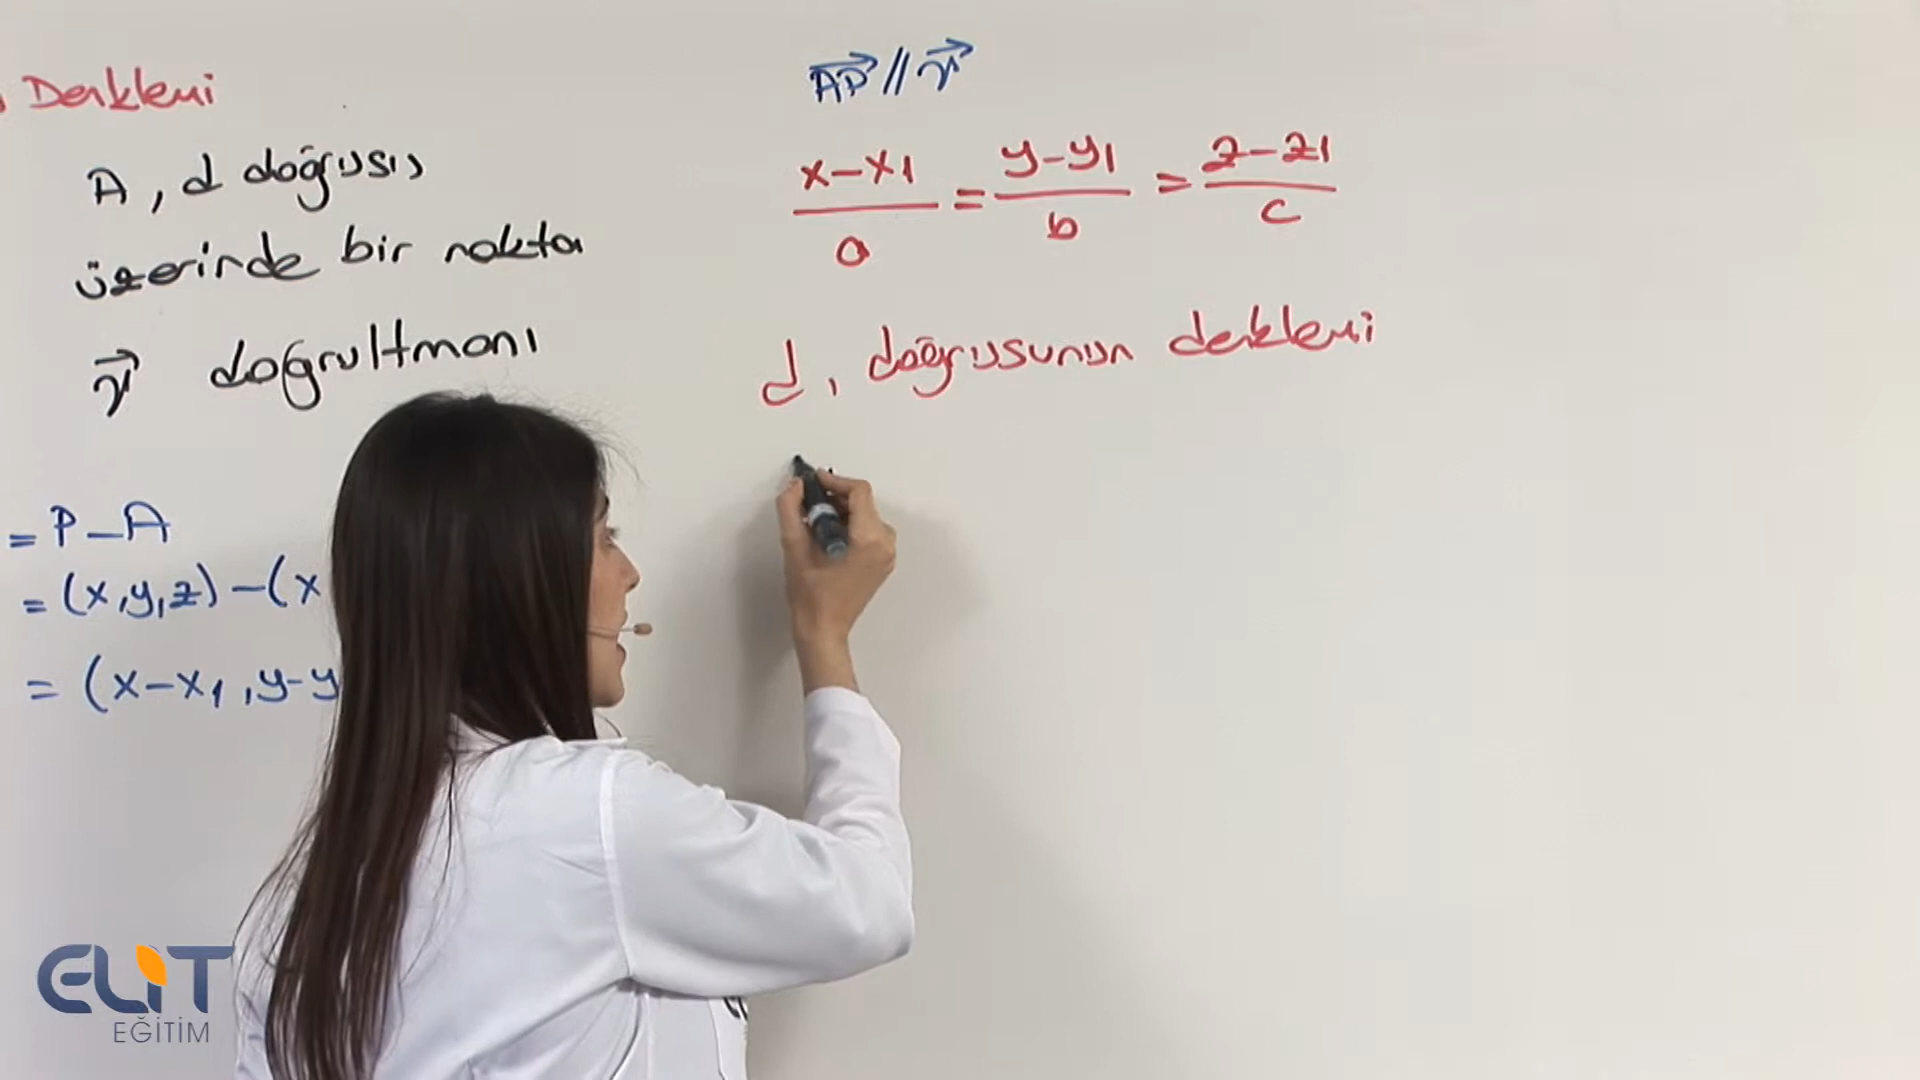 Denklemi
A, d doğrusu
üzerinde bir nokta
v doğrultmanı
= P - A
= (x,y,z) - (x
= (x-x₁, y-y
AP // v
x-x₁/a = y-y₁/b = z-z₁/c
d, doğrusunun denklemi
ELİT
EĞİTİM